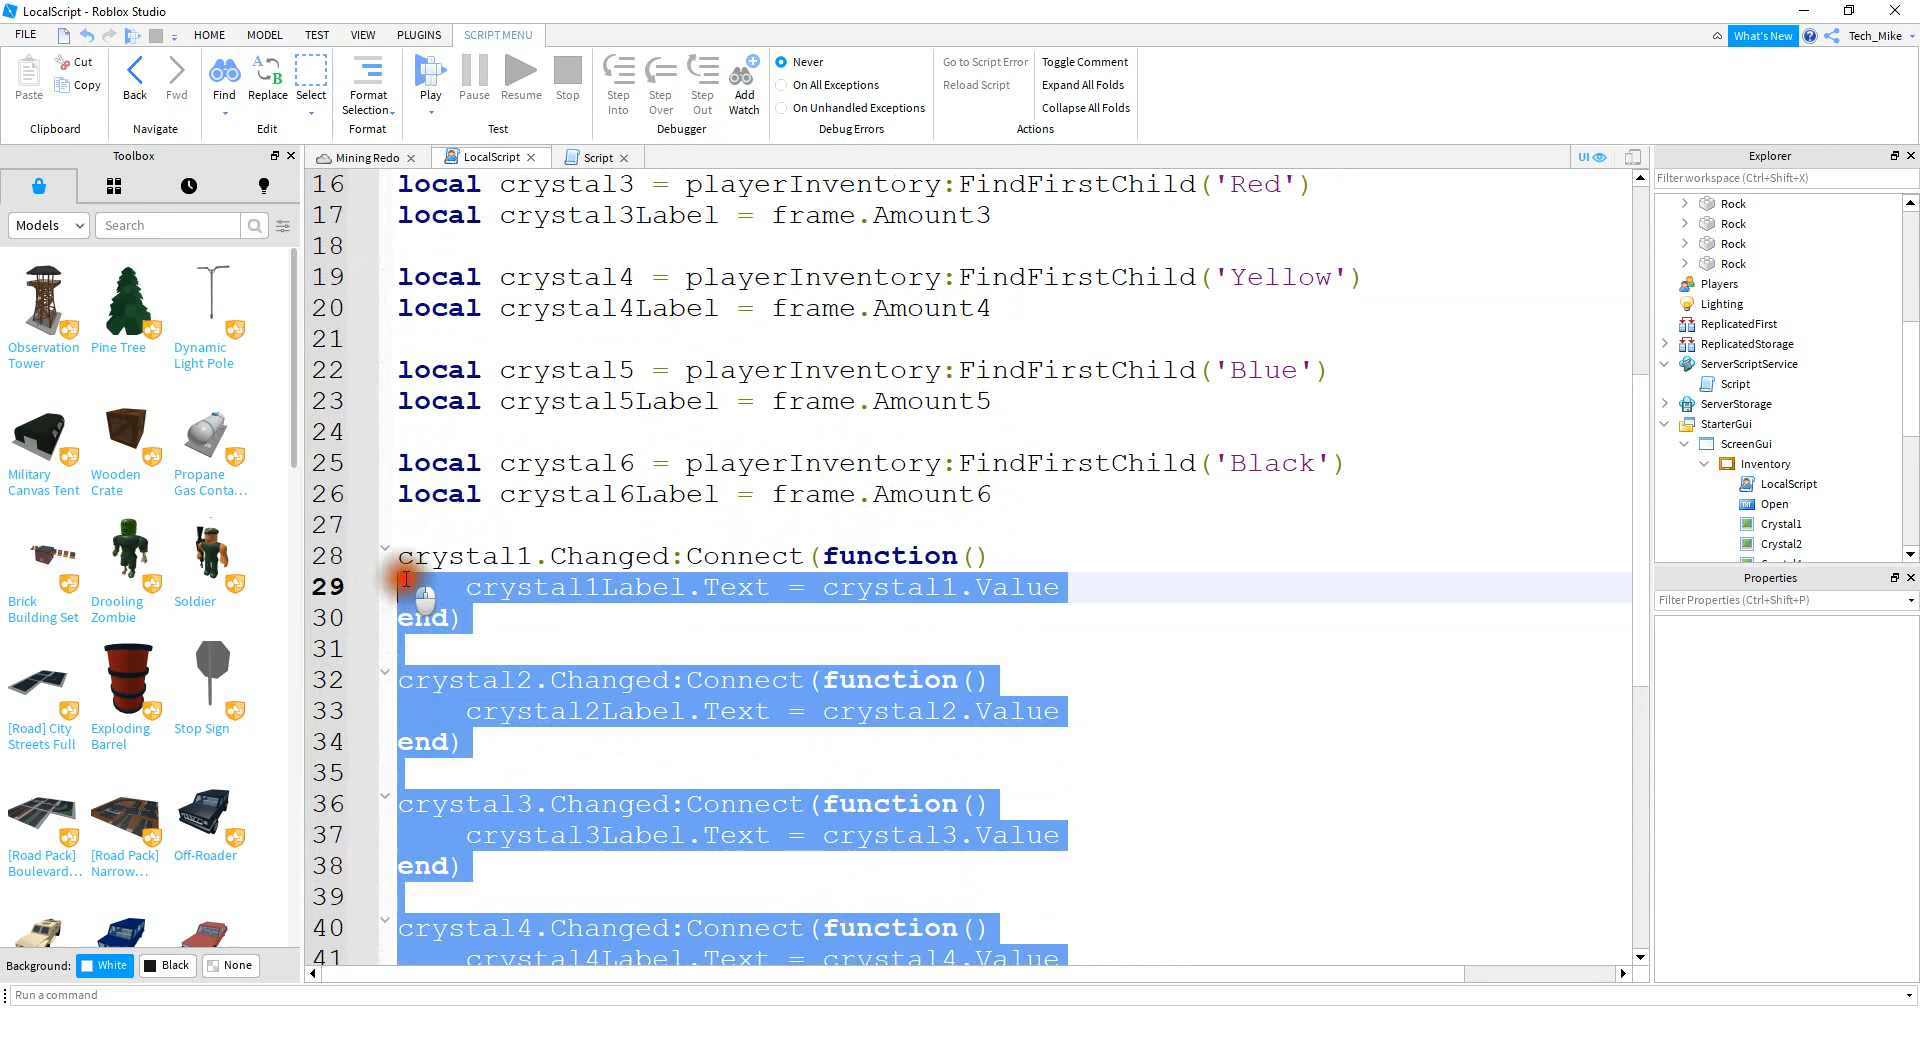 LocalScript - Roblox Studio
FILE HOME MODEL TEST VIEW PLUGINS SCRIPT MENU What's New Tech_Mike
Paste Cut Copy Back Fwd Find Replace Select Format Selection Play Pause Resume Stop Step Into Step Over Step Out Add Watch
Never
On All Exceptions
On Unhandled Exceptions
Go to Script Error
Reload Script
Toggle Comment
Expand All Folds
Collapse All Folds
Clipboard Navigate Edit Format Test Debugger Debug Errors Actions
Toolbox
Models Search
Observation Tower
Pine Tree
Dynamic Light Pole
Military Canvas Tent
Wooden Crate
Propane Gas Conta...
Brick Building Set
Drooling Zombie
Soldier
[Road] City Streets Full
Exploding Barrel
Stop Sign
[Road Pack] Boulevard...
[Road Pack] Narrow...
Off-Roader
Background: White Black None
Mining Redo LocalScript Script UI
16 local crystal3 = playerInventory:FindFirstChild('Red')
17 local crystal3Label = frame.Amount3
18
19 local crystal4 = playerInventory:FindFirstChild('Yellow')
20 local crystal4Label = frame.Amount4
21
22 local crystal5 = playerInventory:FindFirstChild('Blue')
23 local crystal5Label = frame.Amount5
24
25 local crystal6 = playerInventory:FindFirstChild('Black')
26 local crystal6Label = frame.Amount6
27
28 crystal1.Changed:Connect(function()
29 crystal1Label.Text = crystal1.Value
30 end)
31
32 crystal2.Changed:Connect(function()
33 crystal2Label.Text = crystal2.Value
34 end)
35
36 crystal3.Changed:Connect(function()
37 crystal3Label.Text = crystal3.Value
38 end)
39
40 crystal4.Changed:Connect(function()
41 crystal4Label.Text = crystal4.Value
Explorer
Filter workspace (Ctrl+Shift+X)
Rock
Rock
Rock
Rock
Players
Lighting
ReplicatedFirst
ReplicatedStorage
ServerScriptService
Script
ServerStorage
StarterGui
ScreenGui
Inventory
LocalScript
Open
Crystal1
Crystal2
Properties
Filter Properties (Ctrl+Shift+P)
Run a command